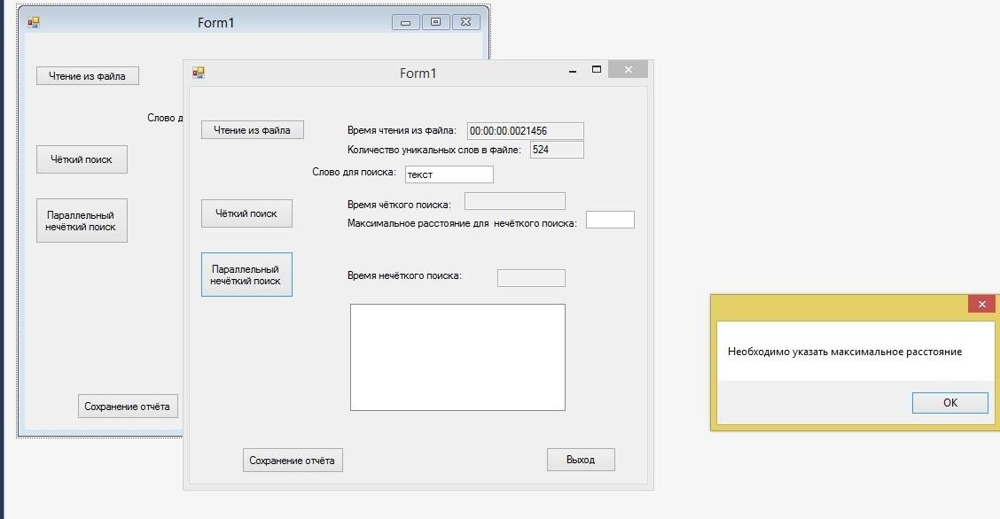 Form1
Чтение из файла
Слово д
Чёткий поиск
Параллельный
нечёткий поиск
Сохранение отчёта
Form1
Чтение из файла
Время чтения из файла: 00:00:00.0021456
Количество уникальных слов в файле: 524
Слово для поиска: текст
Чёткий поиск
Время чёткого поиска:
Максимальное расстояние для нечёткого поиска:
Параллельный
нечёткий поиск
Время нечёткого поиска:
Сохранение отчёта
Выход
Необходимо указать максимальное расстояние
OK